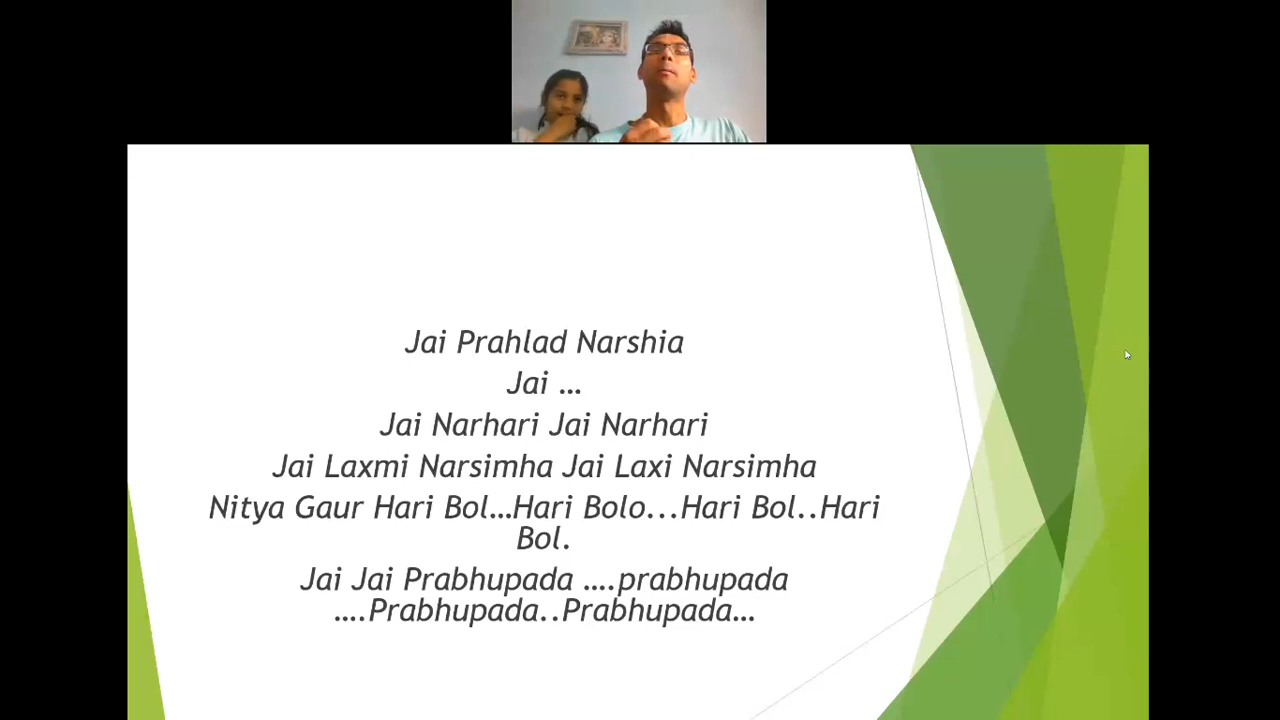 Jai Prahlad Narshia
Jai …
Jai Narhari Jai Narhari
Jai Laxmi Narsimha Jai Laxi Narsimha
Nitya Gaur Hari Bol…Hari Bolo...Hari Bol..Hari
Bol.
Jai Jai Prabhupada ….prabhupada
….Prabhupada..Prabhupada…